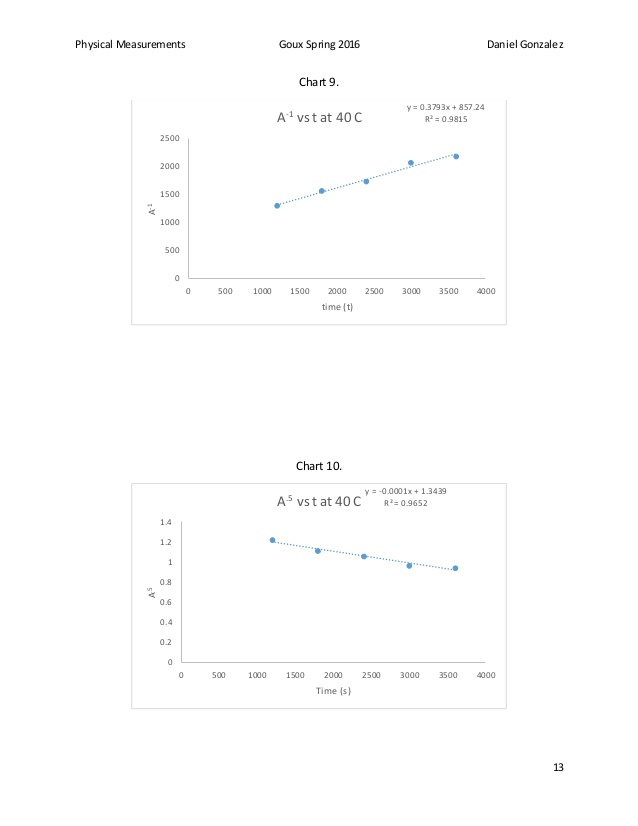 Physical Measurements Goux Spring 2016 Daniel Gonzalez
Chart 9.
A-1 vs t at 40 C
y = 0.3793x + 857.24
R² = 0.9815
2500
2000
1500
1000
500
0
A-1
0 500 1000 1500 2000 2500 3000 3500 4000
time (t)
Chart 10.
A.5 vs t at 40 C
y = -0.0001x + 1.3439
R² = 0.9652
1.4
1.2
1
0.8
0.6
0.4
0.2
0
A.5
0 500 1000 1500 2000 2500 3000 3500 4000
Time (s)
13